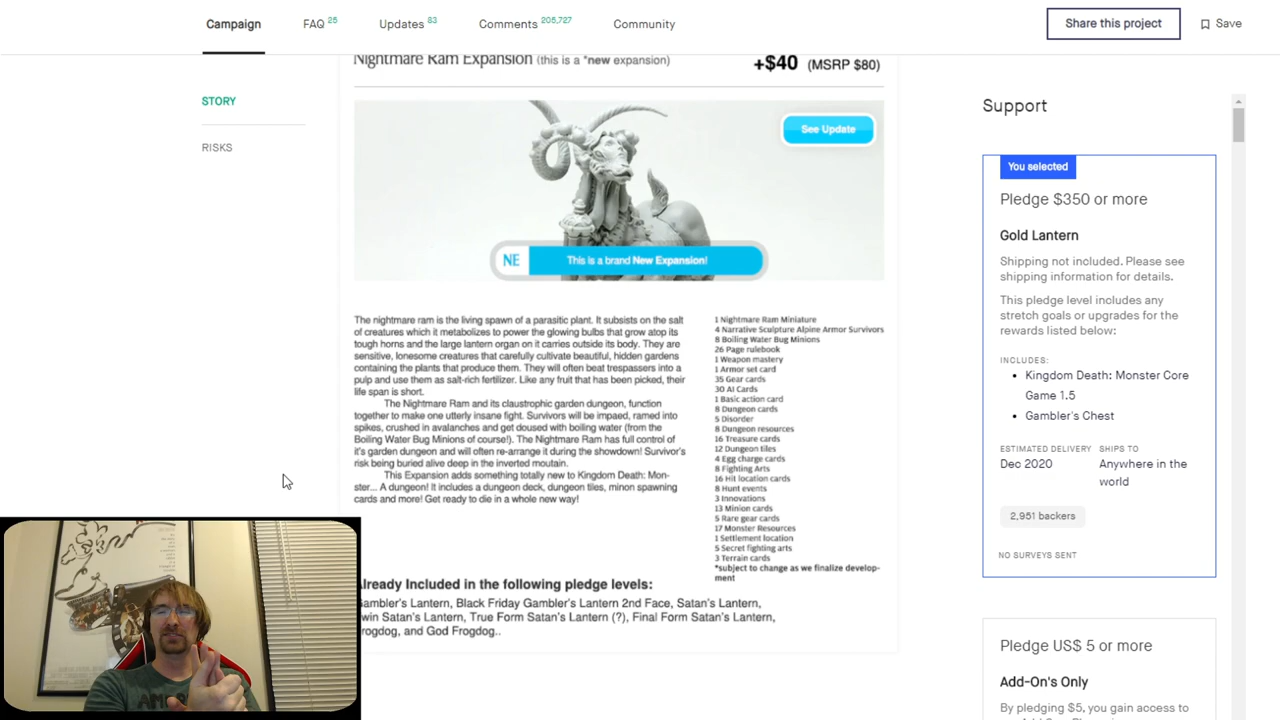 Campaign FAQ 25 Updates 83 Comments 205,727 Community Share this project Save
STORY
RISKS
Nightmare Ram Expansion (this is a *new expansion) +$40 (MSRP $80)
See Update
NE This is a brand New Expansion!
The nightmare ram is the living spawn of a parasitic plant. It subsists on the salt
of creatures which it metabolizes to power the glowing bulbs that grow atop its
tough horns and the large lantern organ on it carries outside its body. They are
sensitive, lonesome creatures that carefully cultivate beautiful, hidden gardens
containing the plants that produce them. They will often beat trespassers into a
pulp and use them as salt-rich fertilizer. Like any fruit that has been picked, their
life span is short.
The Nightmare Ram and its claustrophic garden dungeon, function
together to make one utterly insane fight. Survivors will be impaed, ramed into
spikes, crushed in avalanches and get doused with boiling water (from the
Boiling Water Bug Minions of course!). The Nightmare Ram has full control of
it's garden dungeon and will often re-arrange it during the showdown! Survivor's
risk being buried alive deep in the inverted moutain.
This Expansion adds something totally new to Kingdom Death: Mon-
ster... A dungeon! It includes a dungeon deck, dungeon tiles, minon spawning
cards and more! Get ready to die in a whole new way!
1 Nightmare Ram Miniature
4 Narrative Sculpture Alpine Armor Survivors
8 Boiling Water Bug Minions
26 Page rulebook
1 Weapon mastery
1 Armor set card
35 Gear cards
30 AI Cards
1 Basic action card
8 Dungeon cards
5 Disorder
8 Dungeon resources
16 Treasure cards
12 Dungeon tiles
4 Egg charge cards
8 Fighting Arts
16 Hit location cards
8 Hunt events
3 Innovations
13 Minion cards
5 Rare gear cards
17 Monster Resources
1 Settlement location
5 Secret fighting arts
3 Terrain cards
*subject to change as we finalize develop-
ment
Already Included in the following pledge levels:
Gambler's Lantern, Black Friday Gambler's Lantern 2nd Face, Satan's Lantern,
Twin Satan's Lantern, True Form Satan's Lantern (?), Final Form Satan's Lantern,
Frogdog, and God Frogdog..
Support
You selected
Pledge $350 or more
Gold Lantern
Shipping not included. Please see
shipping information for details.
This pledge level includes any
stretch goals or upgrades for the
rewards listed below:
INCLUDES:
• Kingdom Death: Monster Core
Game 1.5
• Gambler's Chest
ESTIMATED DELIVERY SHIPS TO
Dec 2020 Anywhere in the
world
2,951 backers
NO SURVEYS SENT
Pledge US$ 5 or more
Add-On's Only
By pledging $5, you gain access to